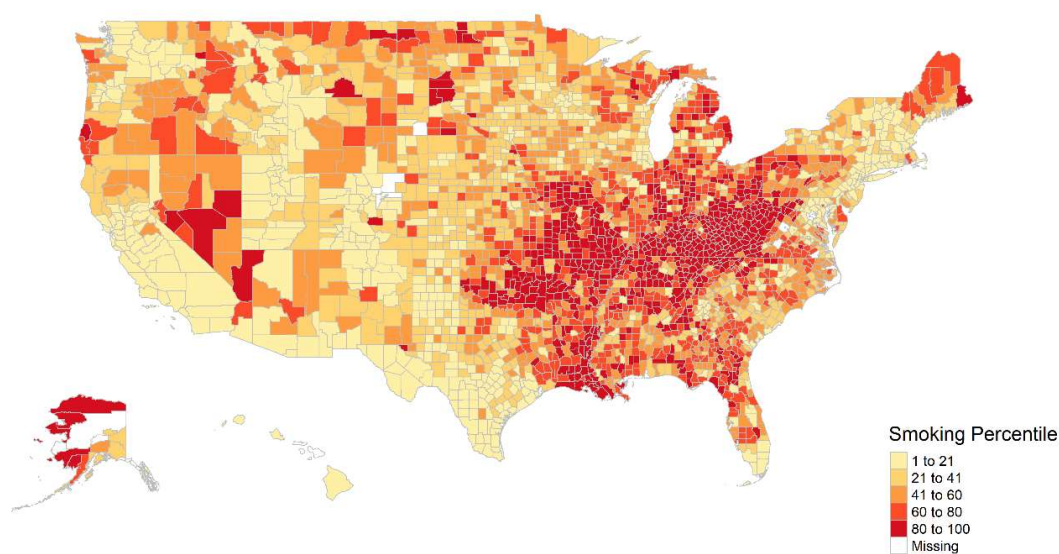 Smoking Percentile
1 to 21
21 to 41
41 to 60
60 to 80
80 to 100
Missing